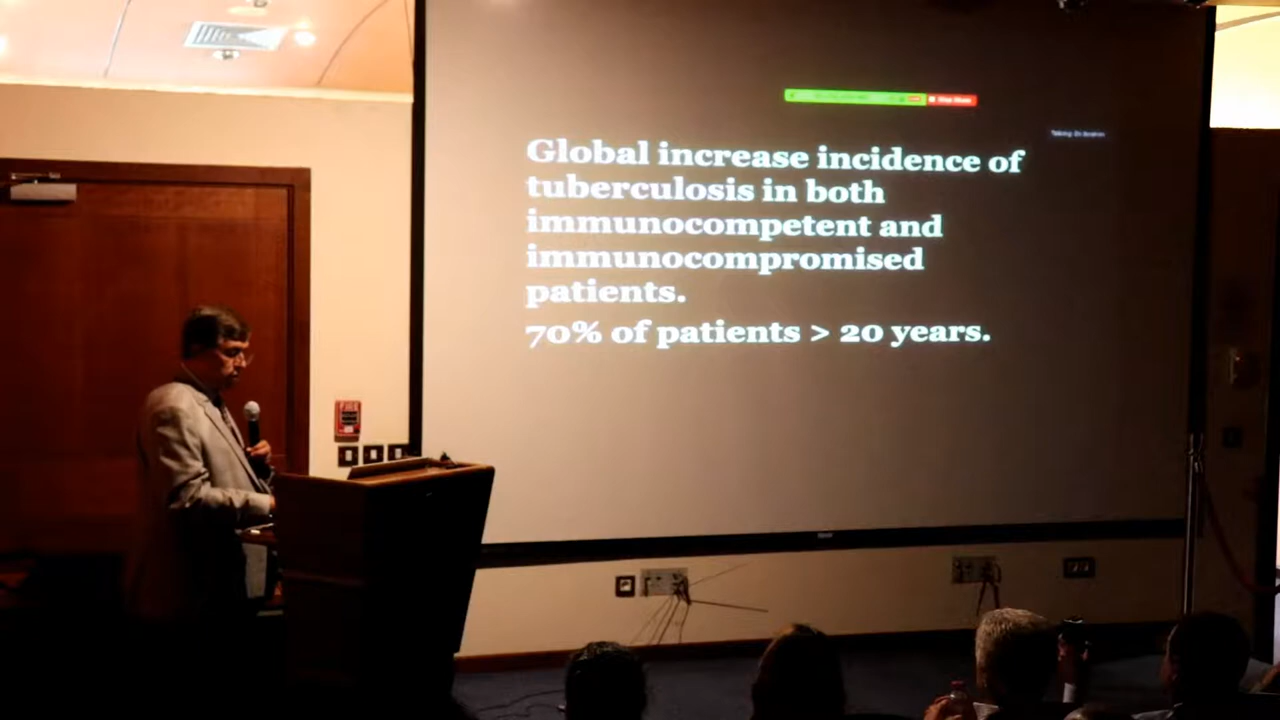 Global increase incidence of
tuberculosis in both
immunocompetent and
immunocompromised
patients.
70% of patients > 20 years.